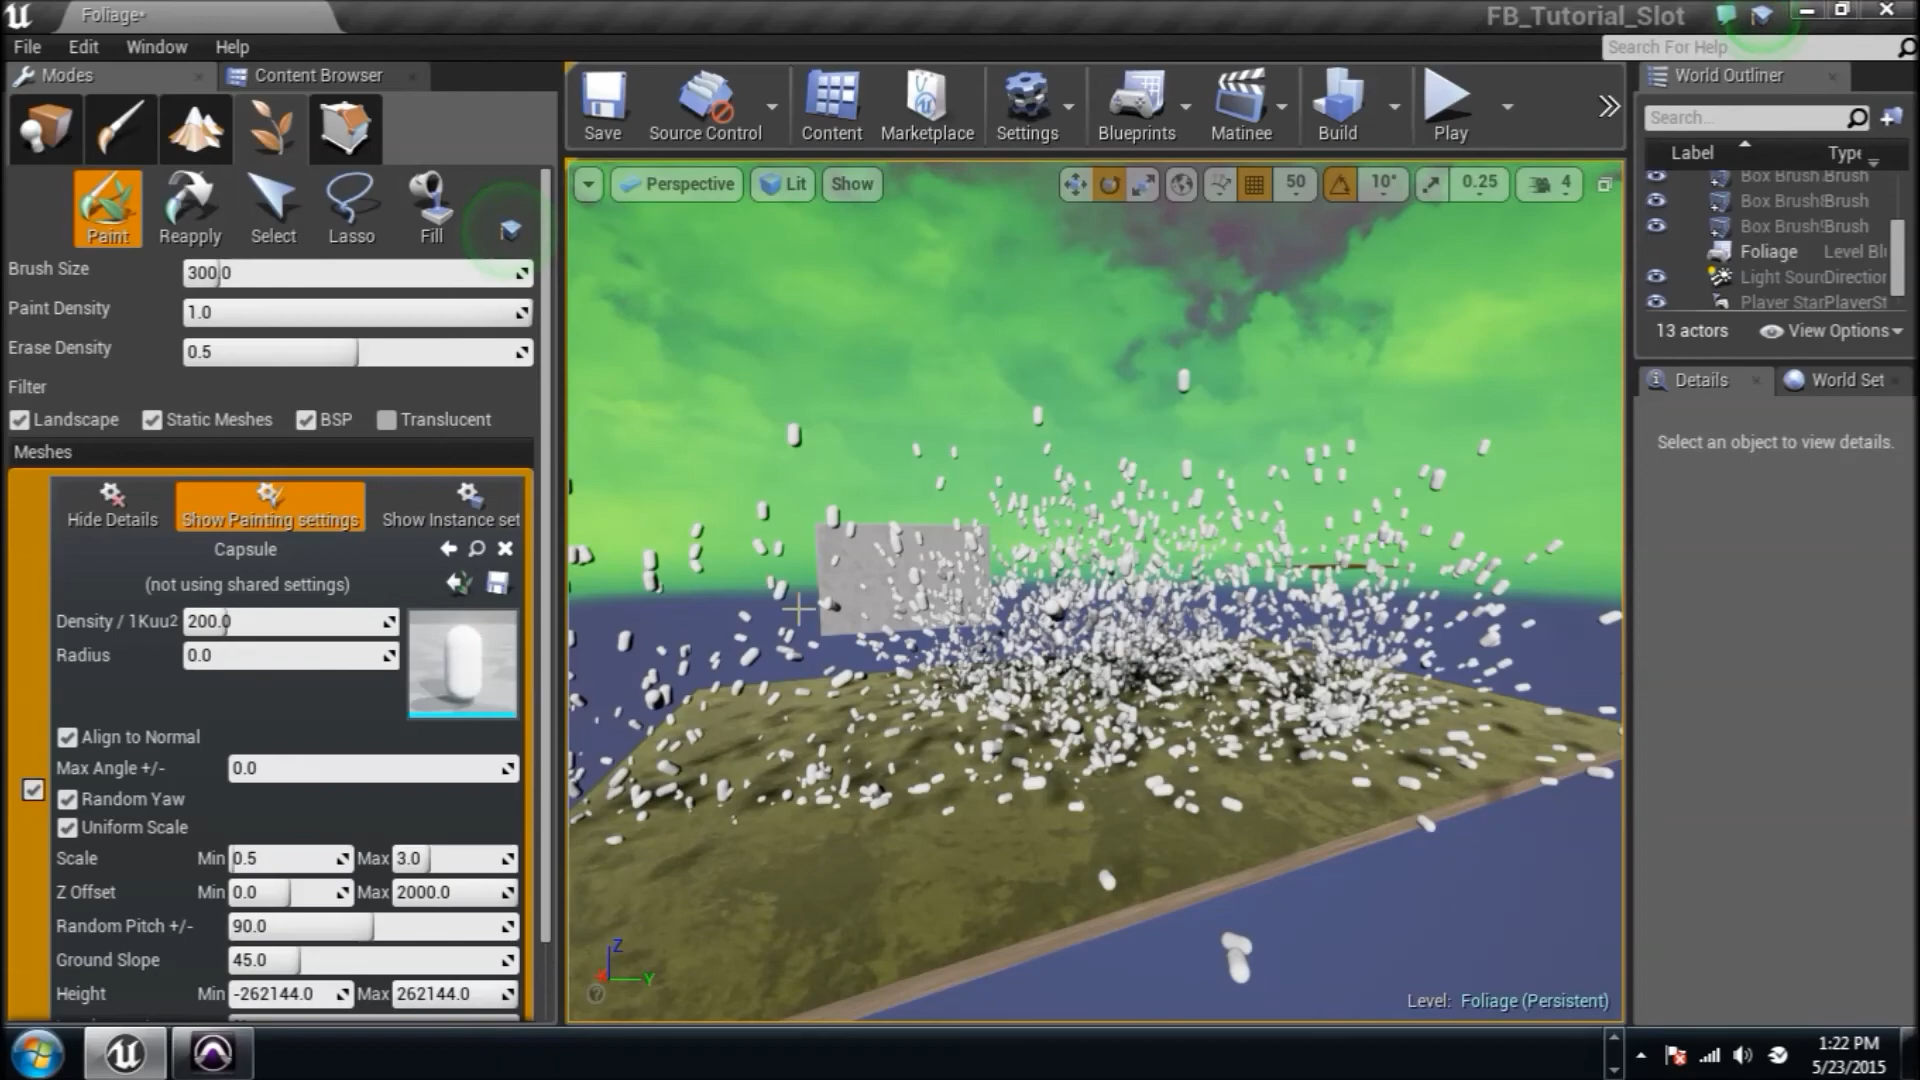 Foliage*
FB_Tutorial_Slot
File Edit Window Help
Search For Help
Modes
Content Browser
World Outliner
Save
Source Control
Content
Marketplace
Settings
Blueprints
Matinee
Build
Play
Search...
Label
Type
Paint
Reapply
Select
Lasso
Fill
Perspective
Lit
Show
50
10°
0.25
4
Box Brush Brush
Box Brush Brush
Box Brush Brush
Foliage Level Blu
Light Sour Direction
Player Star PlayerSt
13 actors
View Options
Brush Size 300.0
Paint Density 1.0
Erase Density 0.5
Filter
Landscape Static Meshes BSP Translucent
Meshes
Hide Details
Show Painting settings
Show Instance set
Capsule
(not using shared settings)
Density / 1Kuu2 200.0
Radius 0.0
Align to Normal
Max Angle +/- 0.0
Random Yaw
Uniform Scale
Scale Min 0.5 Max 3.0
Z Offset Min 0.0 Max 2000.0
Random Pitch +/- 90.0
Ground Slope 45.0
Height Min -262144.0 Max 262144.0
Details
World Set
Select an object to view details.
Z
Y
Level: Foliage (Persistent)
1:22 PM
5/23/2015